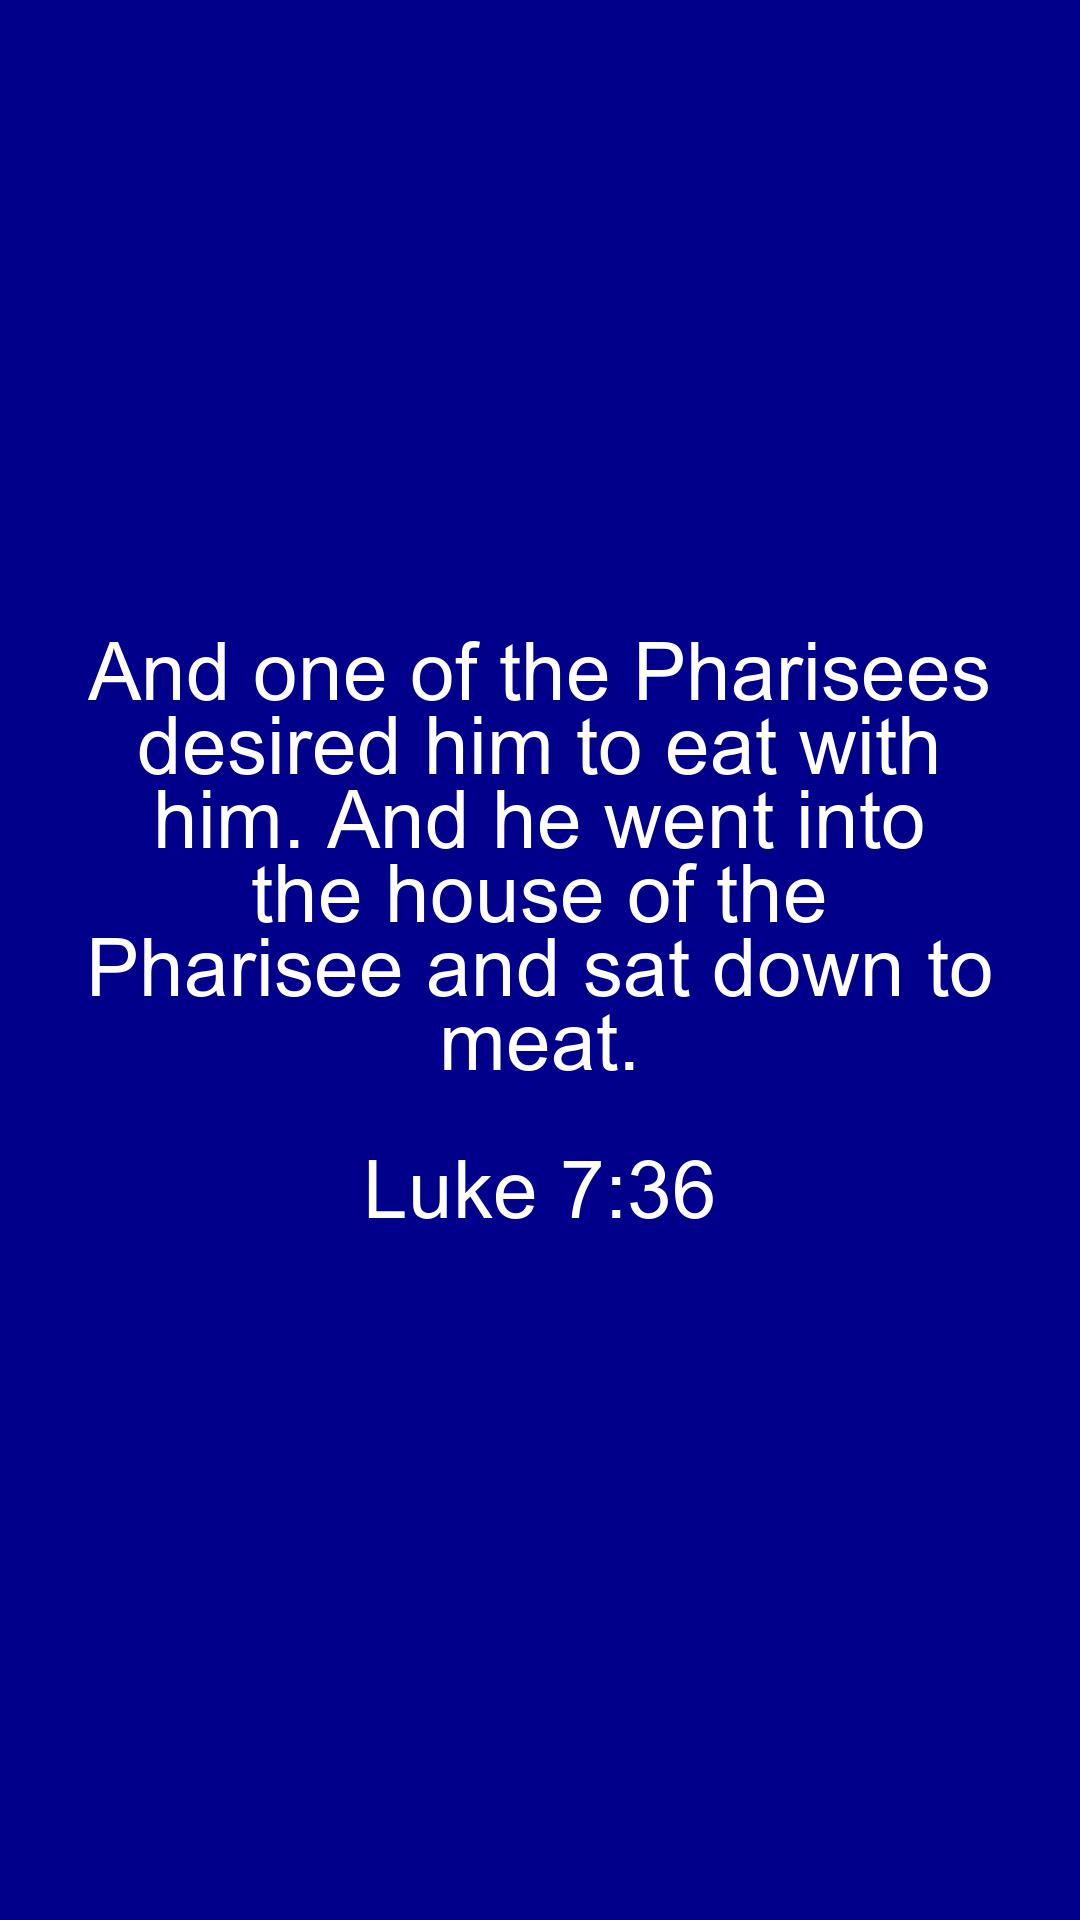 And one of the Pharisees
desired him to eat with
him. And he went into
the house of the
Pharisee and sat down to
meat.
Luke 7:36